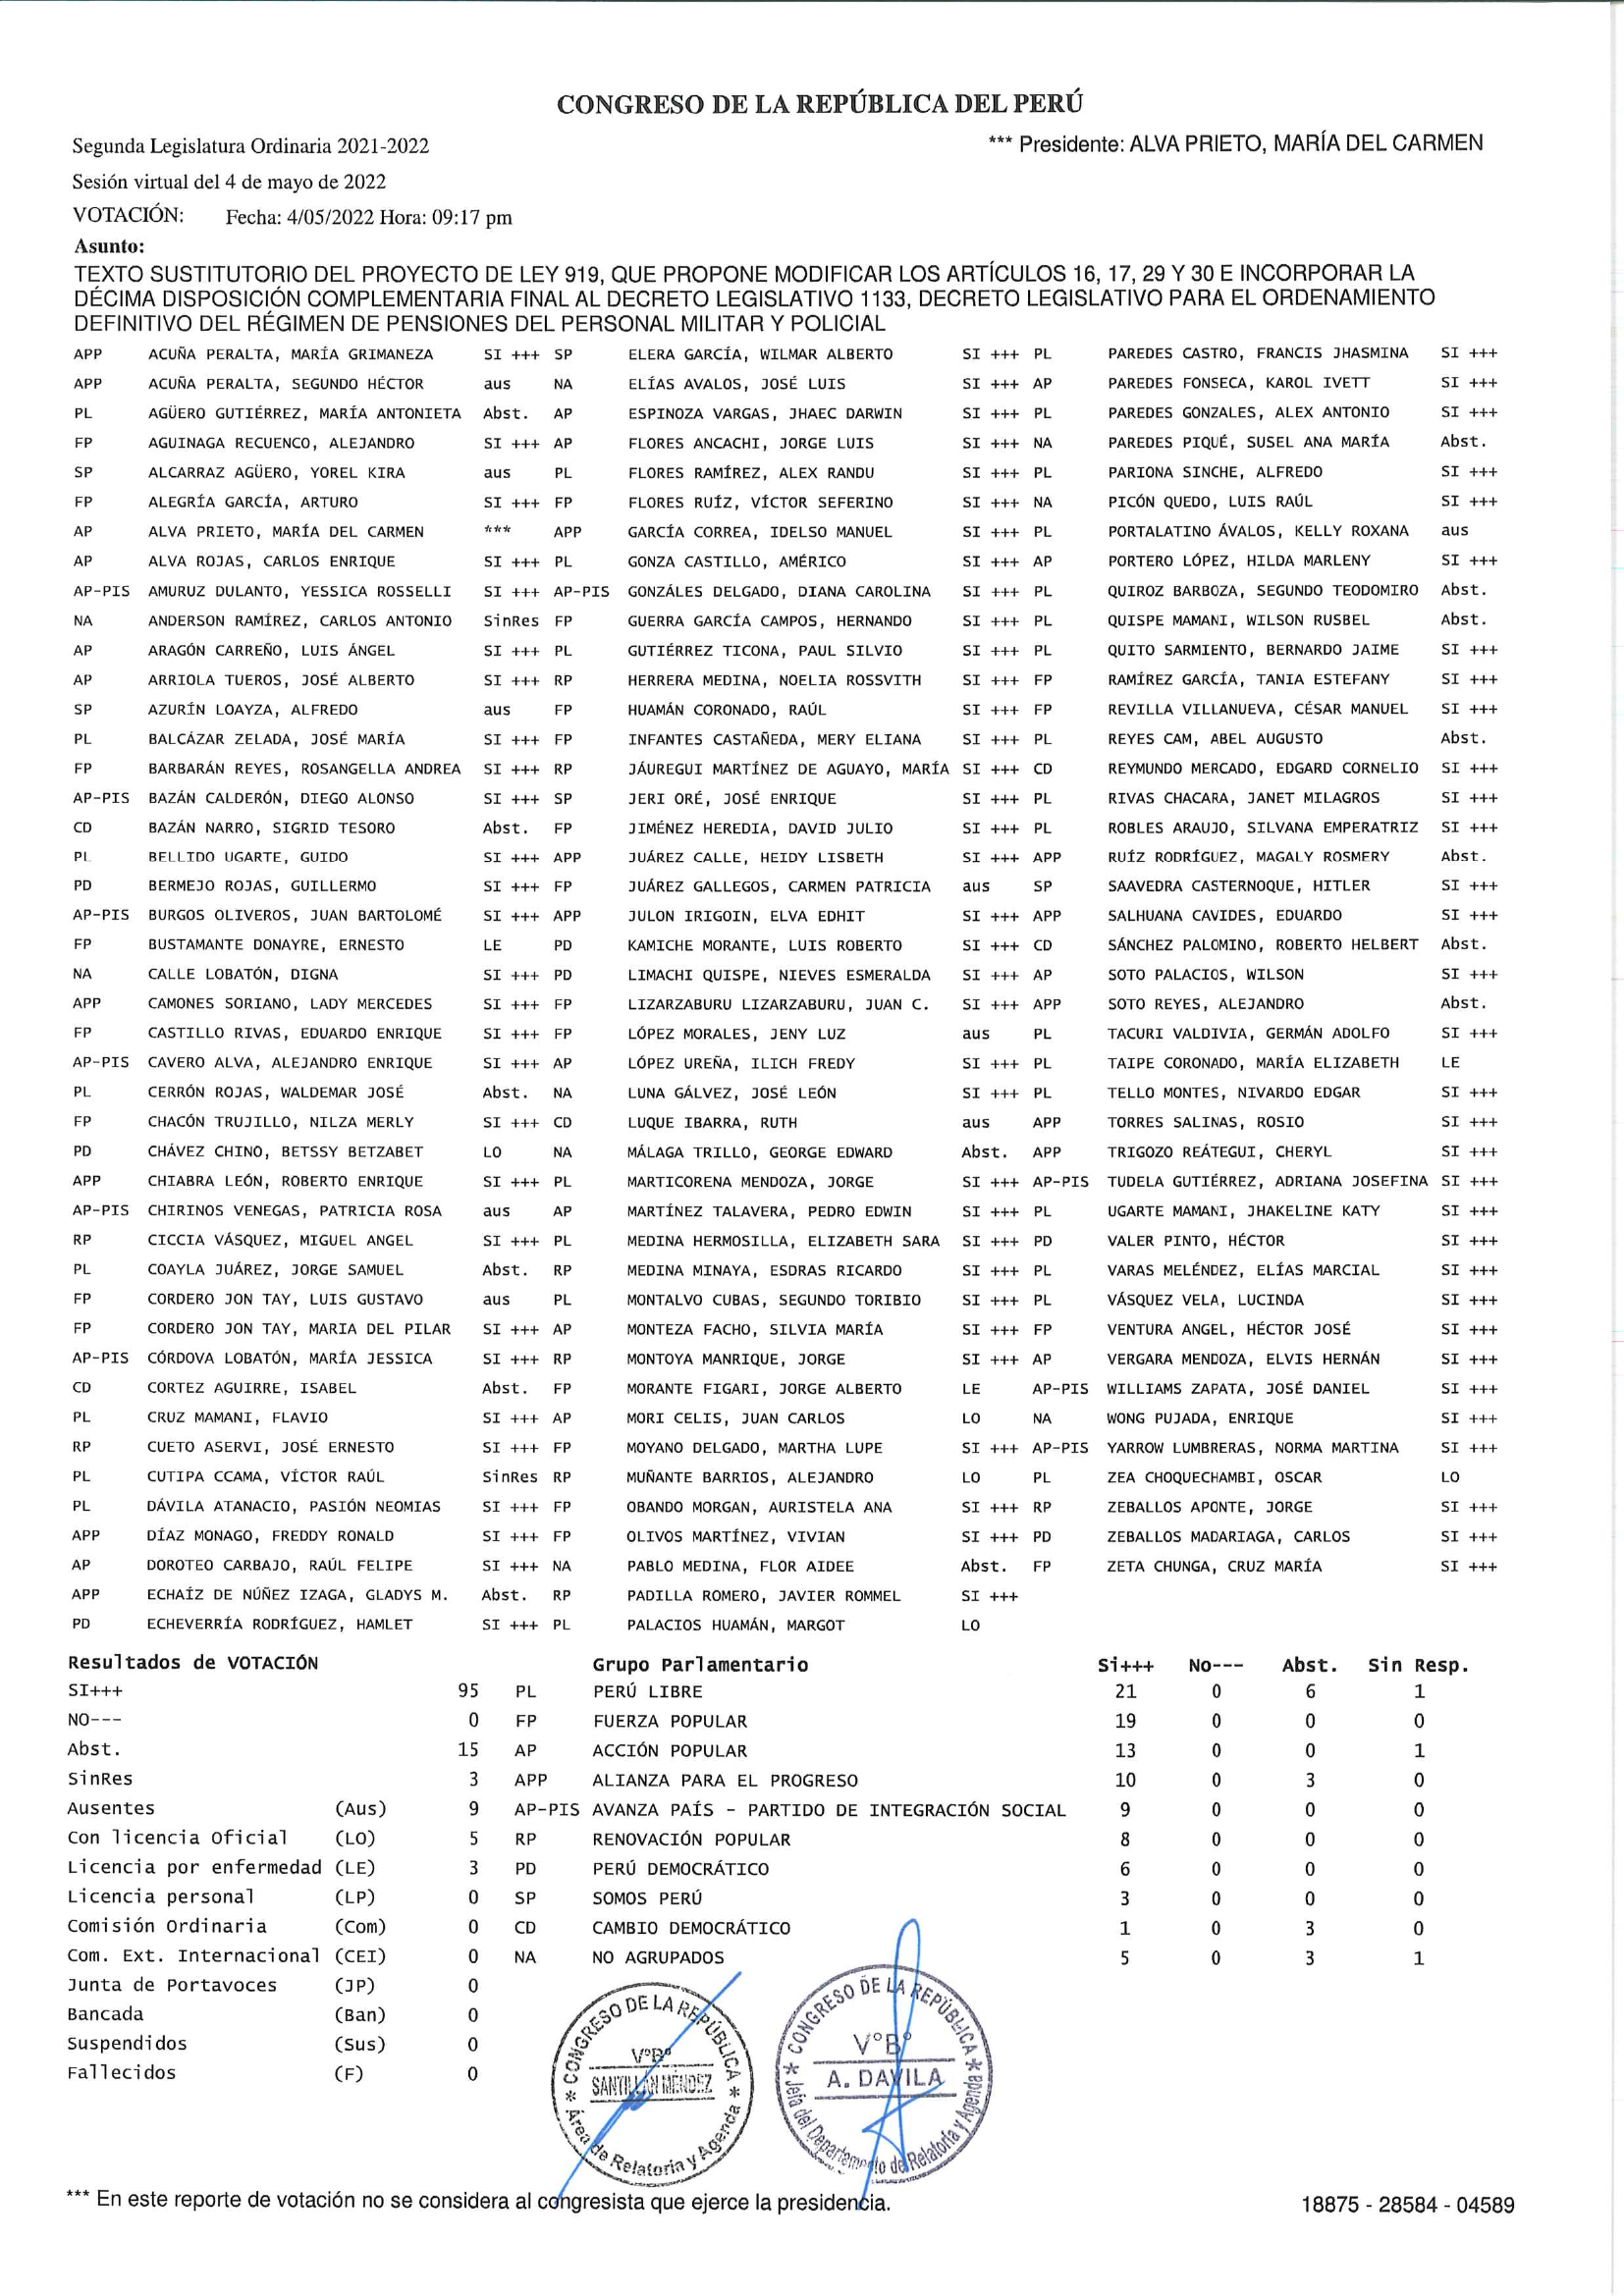 CONGRESO DE LA REPÚBLICA DEL PERÚ
Segunda Legislatura Ordinaria 2021-2022 *** Presidente: ALVA PRIETO, MARÍA DEL CARMEN
Sesión virtual del 4 de mayo de 2022
VOTACIÓN: Fecha: 4/05/2022 Hora: 09:17 pm
Asunto:
TEXTO SUSTITUTORIO DEL PROYECTO DE LEY 919, QUE PROPONE MODIFICAR LOS ARTÍCULOS 16, 17, 29 Y 30 E INCORPORAR LA
DÉCIMA DISPOSICIÓN COMPLEMENTARIA FINAL AL DECRETO LEGISLATIVO 1133, DECRETO LEGISLATIVO PARA EL ORDENAMIENTO
DEFINITIVO DEL RÉGIMEN DE PENSIONES DEL PERSONAL MILITAR Y POLICIAL
APP ACUÑA PERALTA, MARÍA GRIMANEZA SI +++ SP ELERA GARCÍA, WILMAR ALBERTO SI +++ PL PAREDES CASTRO, FRANCIS JHASMINA SI +++
APP ACUÑA PERALTA, SEGUNDO HÉCTOR aus NA ELÍAS AVALOS, JOSÉ LUIS SI +++ AP PAREDES FONSECA, KAROL IVETT SI +++
PL AGÜERO GUTIÉRREZ, MARÍA ANTONIETA Abst. AP ESPINOZA VARGAS, JHAEC DARWIN SI +++ PL PAREDES GONZALES, ALEX ANTONIO SI +++
FP AGUINAGA RECUENCO, ALEJANDRO SI +++ AP FLORES ANCACHI, JORGE LUIS SI +++ NA PAREDES PIQUÉ, SUSEL ANA MARÍA Abst.
SP ALCARRAZ AGÜERO, YOREL KIRA aus PL FLORES RAMÍREZ, ALEX RANDU SI +++ PL PARIONA SINCHE, ALFREDO SI +++
FP ALEGRÍA GARCÍA, ARTURO SI +++ FP FLORES RUÍZ, VÍCTOR SEFERINO SI +++ NA PICÓN QUEDO, LUIS RAÚL SI +++
AP ALVA PRIETO, MARÍA DEL CARMEN *** APP GARCÍA CORREA, IDELSO MANUEL SI +++ PL PORTALATINO ÁVALOS, KELLY ROXANA aus
AP ALVA ROJAS, CARLOS ENRIQUE SI +++ PL GONZA CASTILLO, AMÉRICO SI +++ AP PORTERO LÓPEZ, HILDA MARLENY SI +++
AP-PIS AMURUZ DULANTO, YESSICA ROSSELLI SI +++ AP-PIS GONZÁLES DELGADO, DIANA CAROLINA SI +++ PL QUIROZ BARBOZA, SEGUNDO TEODOMIRO Abst.
NA ANDERSON RAMÍREZ, CARLOS ANTONIO SinRes FP GUERRA GARCÍA CAMPOS, HERNANDO SI +++ PL QUISPE MAMANI, WILSON RUSBEL Abst.
AP ARAGÓN CARREÑO, LUIS ÁNGEL SI +++ PL GUTIÉRREZ TICONA, PAUL SILVIO SI +++ PL QUITO SARMIENTO, BERNARDO JAIME SI +++
AP ARRIOLA TUEROS, JOSÉ ALBERTO SI +++ RP HERRERA MEDINA, NOELIA ROSSVITH SI +++ FP RAMÍREZ GARCÍA, TANIA ESTEFANY SI +++
SP AZURÍN LOAYZA, ALFREDO aus FP HUAMÁN CORONADO, RAÚL SI +++ FP REVILLA VILLANUEVA, CÉSAR MANUEL SI +++
PL BALCÁZAR ZELADA, JOSÉ MARÍA SI +++ FP INFANTES CASTAÑEDA, MERY ELIANA SI +++ PL REYES CAM, ABEL AUGUSTO Abst.
FP BARBARÁN REYES, ROSANGELLA ANDREA SI +++ RP JÁUREGUI MARTÍNEZ DE AGUAYO, MARÍA SI +++ CD REYMUNDO MERCADO, EDGARD CORNELIO SI +++
AP-PIS BAZÁN CALDERÓN, DIEGO ALONSO SI +++ SP JERI ORÉ, JOSÉ ENRIQUE SI +++ PL RIVAS CHACARA, JANET MILAGROS SI +++
CD BAZÁN NARRO, SIGRID TESORO Abst. FP JIMÉNEZ HEREDIA, DAVID JULIO SI +++ PL ROBLES ARAUJO, SILVANA EMPERATRIZ SI +++
PL BELLIDO UGARTE, GUIDO SI +++ APP JUÁREZ CALLE, HEIDY LISBETH SI +++ APP RUÍZ RODRÍGUEZ, MAGALY ROSMERY Abst.
PD BERMEJO ROJAS, GUILLERMO SI +++ FP JUÁREZ GALLEGOS, CARMEN PATRICIA aus SP SAAVEDRA CASTERNOQUE, HITLER SI +++
AP-PIS BURGOS OLIVEROS, JUAN BARTOLOMÉ SI +++ APP JULON IRIGOIN, ELVA EDHIT SI +++ APP SALHUANA CAVIDES, EDUARDO SI +++
FP BUSTAMANTE DONAYRE, ERNESTO LE PD KAMICHE MORANTE, LUIS ROBERTO SI +++ CD SÁNCHEZ PALOMINO, ROBERTO HELBERT Abst.
NA CALLE LOBATÓN, DIGNA SI +++ PD LIMACHI QUISPE, NIEVES ESMERALDA SI +++ AP SOTO PALACIOS, WILSON SI +++
APP CAMONES SORIANO, LADY MERCEDES SI +++ FP LIZARZABURU LIZARZABURU, JUAN C. SI +++ APP SOTO REYES, ALEJANDRO Abst.
FP CASTILLO RIVAS, EDUARDO ENRIQUE SI +++ FP LÓPEZ MORALES, JENY LUZ aus PL TACURI VALDIVIA, GERMÁN ADOLFO SI +++
AP-PIS CAVERO ALVA, ALEJANDRO ENRIQUE SI +++ AP LÓPEZ UREÑA, ILICH FREDY SI +++ PL TAIPE CORONADO, MARÍA ELIZABETH LE
PL CERRÓN ROJAS, WALDEMAR JOSÉ Abst. NA LUNA GÁLVEZ, JOSÉ LEÓN SI +++ PL TELLO MONTES, NIVARDO EDGAR SI +++
FP CHACÓN TRUJILLO, NILZA MERLY SI +++ CD LUQUE IBARRA, RUTH aus APP TORRES SALINAS, ROSIO SI +++
PD CHÁVEZ CHINO, BETSSY BETZABET LO NA MÁLAGA TRILLO, GEORGE EDWARD Abst. APP TRIGOZO REÁTEGUI, CHERYL SI +++
APP CHIABRA LEÓN, ROBERTO ENRIQUE SI +++ PL MARTICORENA MENDOZA, JORGE SI +++ AP-PIS TUDELA GUTIÉRREZ, ADRIANA JOSEFINA SI +++
AP-PIS CHIRINOS VENEGAS, PATRICIA ROSA aus AP MARTÍNEZ TALAVERA, PEDRO EDWIN SI +++ PL UGARTE MAMANI, JHAKELINE KATY SI +++
RP CICCIA VÁSQUEZ, MIGUEL ANGEL SI +++ PL MEDINA HERMOSILLA, ELIZABETH SARA SI +++ PD VALER PINTO, HÉCTOR SI +++
PL COAYLA JUÁREZ, JORGE SAMUEL Abst. RP MEDINA MINAYA, ESDRAS RICARDO SI +++ PL VARAS MELÉNDEZ, ELÍAS MARCIAL SI +++
FP CORDERO JON TAY, LUIS GUSTAVO aus PL MONTALVO CUBAS, SEGUNDO TORIBIO SI +++ PL VÁSQUEZ VELA, LUCINDA SI +++
FP CORDERO JON TAY, MARIA DEL PILAR SI +++ AP MONTEZA FACHO, SILVIA MARÍA SI +++ FP VENTURA ANGEL, HÉCTOR JOSÉ SI +++
AP-PIS CÓRDOVA LOBATÓN, MARÍA JESSICA SI +++ RP MONTOYA MANRIQUE, JORGE SI +++ AP VERGARA MENDOZA, ELVIS HERNÁN SI +++
CD CORTEZ AGUIRRE, ISABEL Abst. FP MORANTE FIGARI, JORGE ALBERTO LE AP-PIS WILLIAMS ZAPATA, JOSÉ DANIEL SI +++
PL CRUZ MAMANI, FLAVIO SI +++ AP MORI CELIS, JUAN CARLOS LO NA WONG PUJADA, ENRIQUE SI +++
RP CUETO ASERVI, JOSÉ ERNESTO SI +++ FP MOYANO DELGADO, MARTHA LUPE SI +++ AP-PIS YARROW LUMBRERAS, NORMA MARTINA SI +++
PL CUTIPA CCAMA, VÍCTOR RAÚL SinRes RP MUÑANTE BARRIOS, ALEJANDRO LO PL ZEA CHOQUECHAMBI, OSCAR LO
PL DÁVILA ATANACIO, PASIÓN NEOMIAS SI +++ FP OBANDO MORGAN, AURISTELA ANA SI +++ RP ZEBALLOS APONTE, JORGE SI +++
APP DÍAZ MONAGO, FREDDY RONALD SI +++ FP OLIVOS MARTÍNEZ, VIVIAN SI +++ PD ZEBALLOS MADARIAGA, CARLOS SI +++
AP DOROTEO CARBAJO, RAÚL FELIPE SI +++ NA PABLO MEDINA, FLOR AIDEE Abst. FP ZETA CHUNGA, CRUZ MARÍA SI +++
APP ECHAÍZ DE NÚÑEZ IZAGA, GLADYS M. Abst. RP PADILLA ROMERO, JAVIER ROMMEL SI +++
PD ECHEVERRÍA RODRÍGUEZ, HAMLET SI +++ PL PALACIOS HUAMÁN, MARGOT LO
Resultados de VOTACIÓN Grupo Parlamentario Si+++ No--- Abst. Sin Resp.
SI+++ 95 PL PERÚ LIBRE 21 0 6 1
NO--- 0 FP FUERZA POPULAR 19 0 0 0
Abst. 15 AP ACCIÓN POPULAR 13 0 0 1
SinRes 3 APP ALIANZA PARA EL PROGRESO 10 0 3 0
Ausentes (Aus) 9 AP-PIS AVANZA PAÍS - PARTIDO DE INTEGRACIÓN SOCIAL 9 0 0 0
Con licencia Oficial (LO) 5 RP RENOVACIÓN POPULAR 8 0 0 0
Licencia por enfermedad (LE) 3 PD PERÚ DEMOCRÁTICO 6 0 0 0
Licencia personal (LP) 0 SP SOMOS PERÚ 3 0 0 0
Comisión Ordinaria (Com) 0 CD CAMBIO DEMOCRÁTICO 1 0 3 0
Com. Ext. Internacional (CEI) 0 NA NO AGRUPADOS 5 0 3 1
Junta de Portavoces (JP) 0
Bancada (Ban) 0
Suspendidos (Sus) 0
Fallecidos (F) 0
* CONGRESO DE LA REPÚBLICA *
V°B°
SANTILLÁN MÉNDEZ
Área de Relatoria y Agenda
* CONGRESO DE LA REPÚBLICA *
V°B°
A. DAVILA
Jefa del Departamento de Relatoría y Agenda
*** En este reporte de votación no se considera al congresista que ejerce la presidencia. 18875 - 28584 - 04589